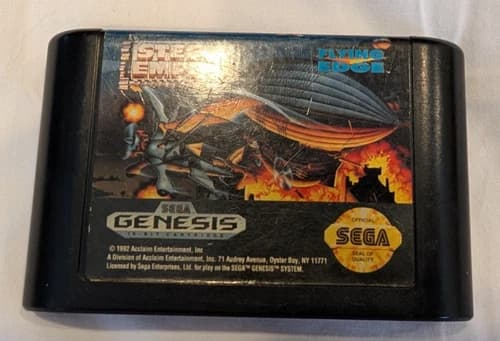 STEEL
EMPIRE
FLYING
EDGE
SEGA
GENESIS
16-BIT CARTRIDGE
© 1992 Acclaim Entertainment, Inc
A Division of Acclaim Entertainment, Inc. 71 Audrey Avenue, Oyster Bay, NY 11771
Licensed by Sega Enterprises, Ltd. for play on the SEGA™ GENESIS™ SYSTEM.
OFFICIAL
SEGA
SEAL OF
QUALITY